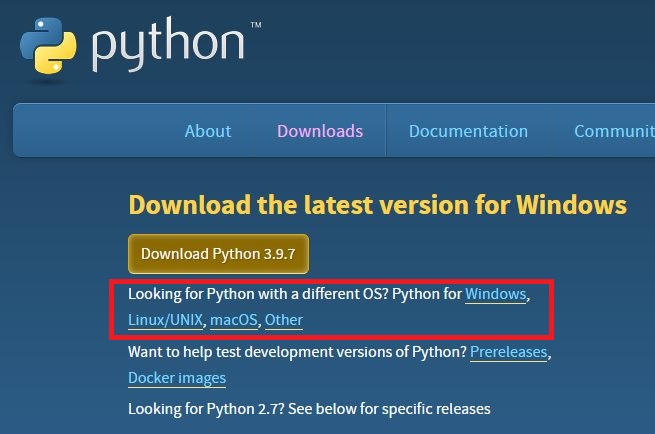 python™
About Downloads Documentation Communit
Download the latest version for Windows
Download Python 3.9.7
Looking for Python with a different OS? Python for Windows,
Linux/UNIX, macOS, Other
Want to help test development versions of Python? Prereleases,
Docker images
Looking for Python 2.7? See below for specific releases